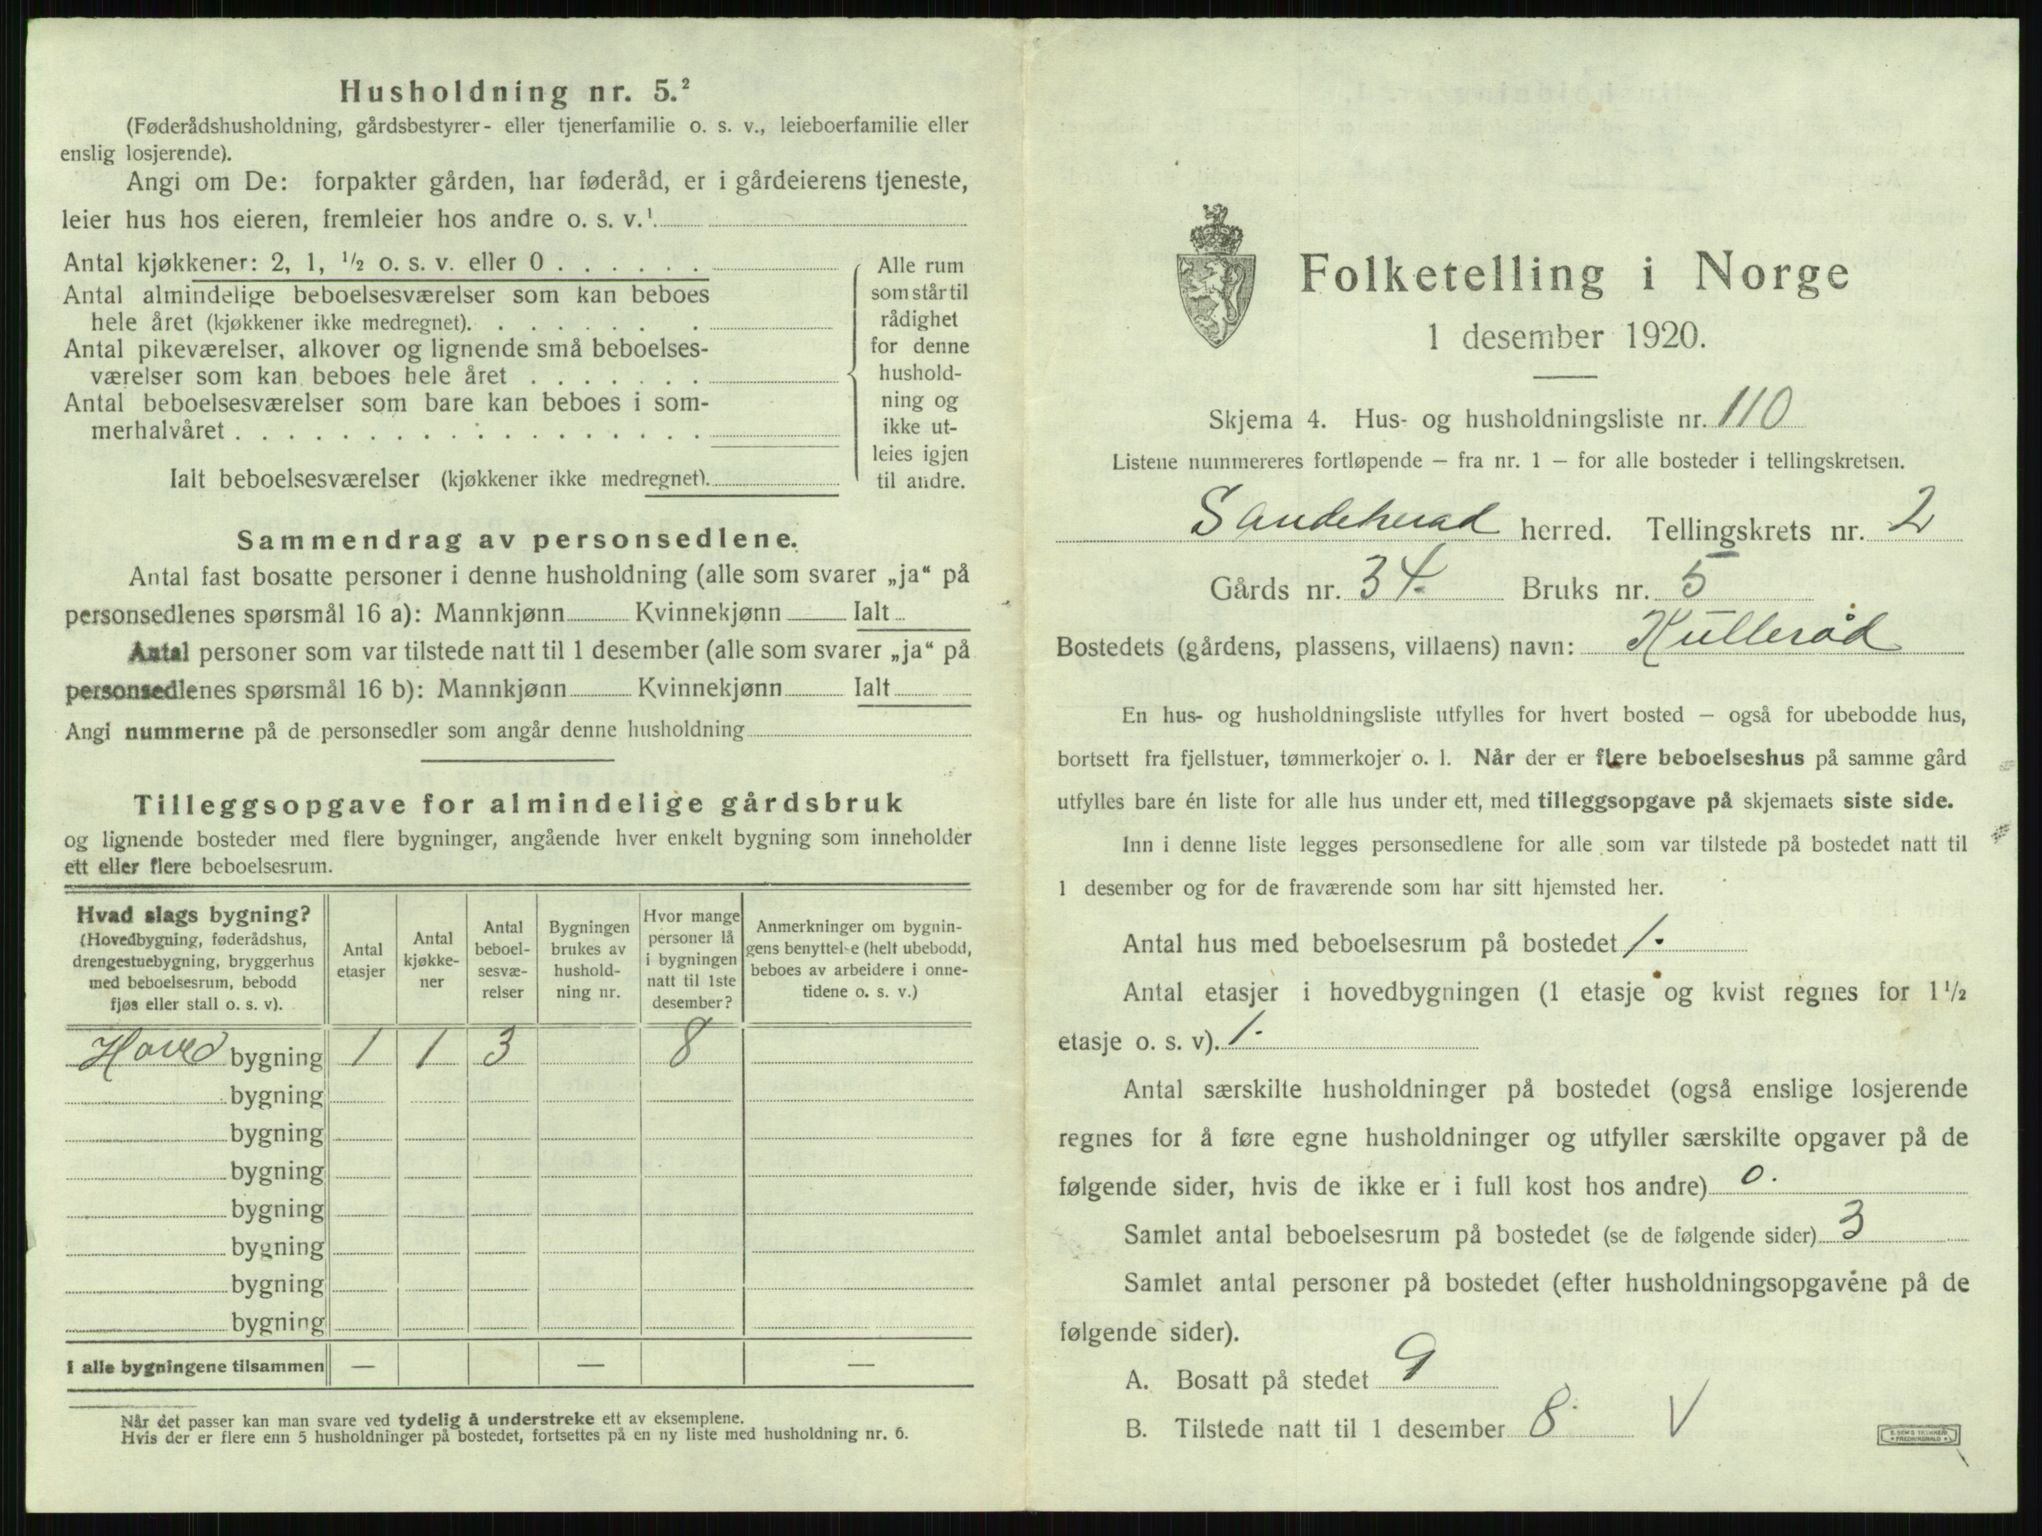 Husholdning nr. 5.²
(Føderådshusholdning, gårdsbestyrer- eller tjenerfamilie o. s. v., leieboerfamilie eller
enslig losjerende).
Angi om De: forpakter gården, har føderåd, er i gårdeierens tjeneste,
leier hus hos eieren, fremleier hos andre o. s. v.¹
Antal kjøkkener: 2, 1, ½ o. s. v. eller 0 . . . . . .
Antal almindelige beboelsesværelser som kan beboes
hele året (kjøkkener ikke medregnet). . . . . . . .
Antal pikeværelser, alkover og lignende små beboelses-
værelser som kan beboes hele året . . . . . . .
Antal beboelsesværelser som bare kan beboes i som-
merhalvåret . . . . . . . . . . . . . . . . . .
Ialt beboelsesværelser (kjøkkener ikke medregnet).
Alle rum
som står til
rådighet
for denne
hushold-
ning og
ikke ut-
leies igjen
til andre.
Sammendrag av personsedlene.
Antal fast bosatte personer i denne husholdning (alle som svarer „ja“ på
personsedlenes spørsmål 16 a): Mannkjønn Kvinnekjønn Ialt
Antal personer som var tilstede natt til 1 desember (alle som svarer „ja“ på
personsedlenes spørsmål 16 b): Mannkjønn Kvinnekjønn Ialt
Angi nummerne på de personsedler som angår denne husholdning
Tilleggsopgave for almindelige gårdsbruk
og lignende bosteder med flere bygninger, angående hver enkelt bygning som inneholder
ett eller flere beboelsesrum.
Hvad slags bygning?
(Hovedbygning, føderådshus,
drengestuebygning, bryggerhus
med beboelsesrum, bebodd
fjøs eller stall o. s. v).
Antal
etasjer
Antal
kjøkke-
ner
Antal
beboel-
sesvæ-
relser
Bygningen
brukes av
hushold-
ning nr.
Hvor mange
personer lå
i bygningen
natt til 1ste
desember?
Anmerkninger om bygnin-
gens benyttelse (helt ubebodd,
beboes av arbeidere i onne-
tidene o. s. v.)
Hoved bygning 1 1 3 8
bygning
bygning
bygning
bygning
bygning
bygning
bygning
I alle bygningene tilsammen — — —
Når det passer kan man svare ved tydelig å understreke ett av eksemplene.
Hvis der er flere enn 5 husholdninger på bostedet, fortsettes på en ny liste med husholdning nr. 6.
Folketelling i Norge
1 desember 1920.
Skjema 4. Hus- og husholdningsliste nr. 110
Listene nummereres fortløpende – fra nr. 1 – for alle bosteder i tellingskretsen.
Sandeherad herred. Tellingskrets nr. 2
Gårds nr. 34. Bruks nr. 5
Bostedets (gårdens, plassens, villaens) navn: Kullerød
En hus- og husholdningsliste utfylles for hvert bosted – også for ubebodde hus,
bortsett fra fjellstuer, tømmerkojer o. l. Når der er flere beboelseshus på samme gård
utfylles bare én liste for alle hus under ett, med tilleggsopgave på skjemaets siste side.
Inn i denne liste legges personsedlene for alle som var tilstede på bostedet natt til
1 desember og for de fraværende som har sitt hjemsted her.
Antal hus med beboelsesrum på bostedet 1.
Antal etasjer i hovedbygningen (1 etasje og kvist regnes for 1½
etasje o. s. v). 1.
Antal særskilte husholdninger på bostedet (også enslige losjerende
regnes for å føre egne husholdninger og utfyller særskilte opgaver på de
følgende sider, hvis de ikke er i full kost hos andre) 0.
Samlet antal beboelsesrum på bostedet (se de følgende sider) 3
Samlet antal personer på bostedet (efter husholdningsopgavene på de
følgende sider).
A. Bosatt på stedet 9
B. Tilstede natt til 1 desember 8. V